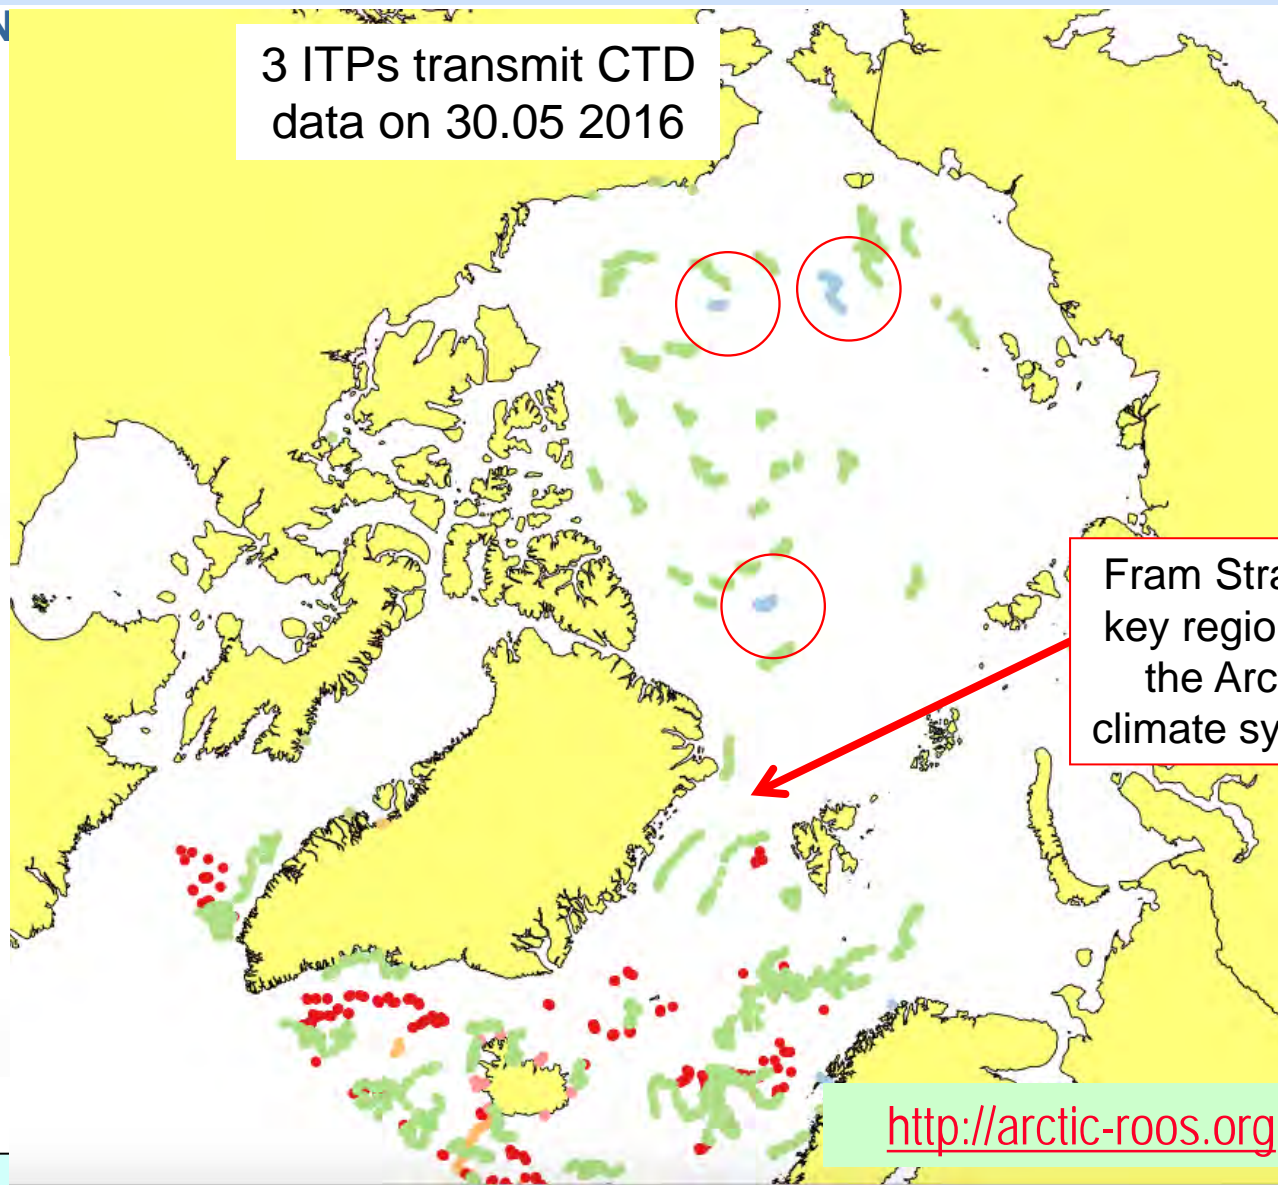 N
3 ITPs transmit CTD
data on 30.05 2016
Fram Stra
key regio
the Arc
climate sy
http://arctic-roos.org